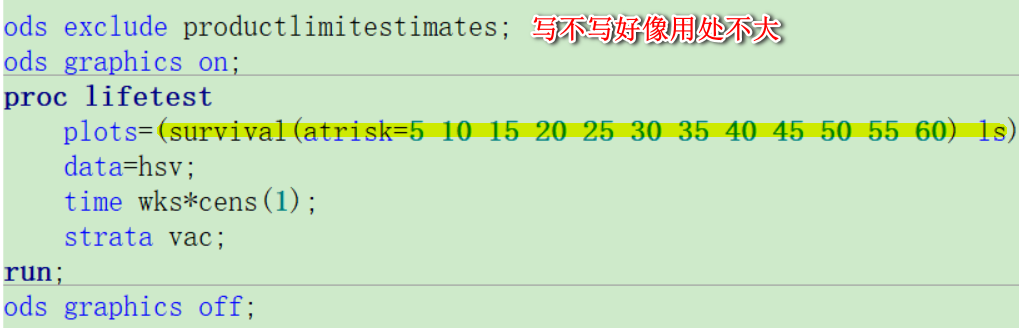 ods exclude productlimitestimates; 写不写好像用处不大
ods graphics on;
proc lifetest
plots=(survival(atrisk=5 10 15 20 25 30 35 40 45 50 55 60) ls)
data=hsv;
time wks*cens(1);
strata vac;
run;
ods graphics off;